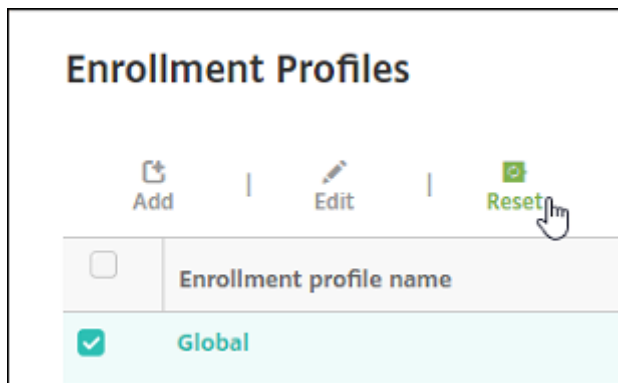 Enrollment Profiles
Add | Edit | Reset
Enrollment profile name
Global